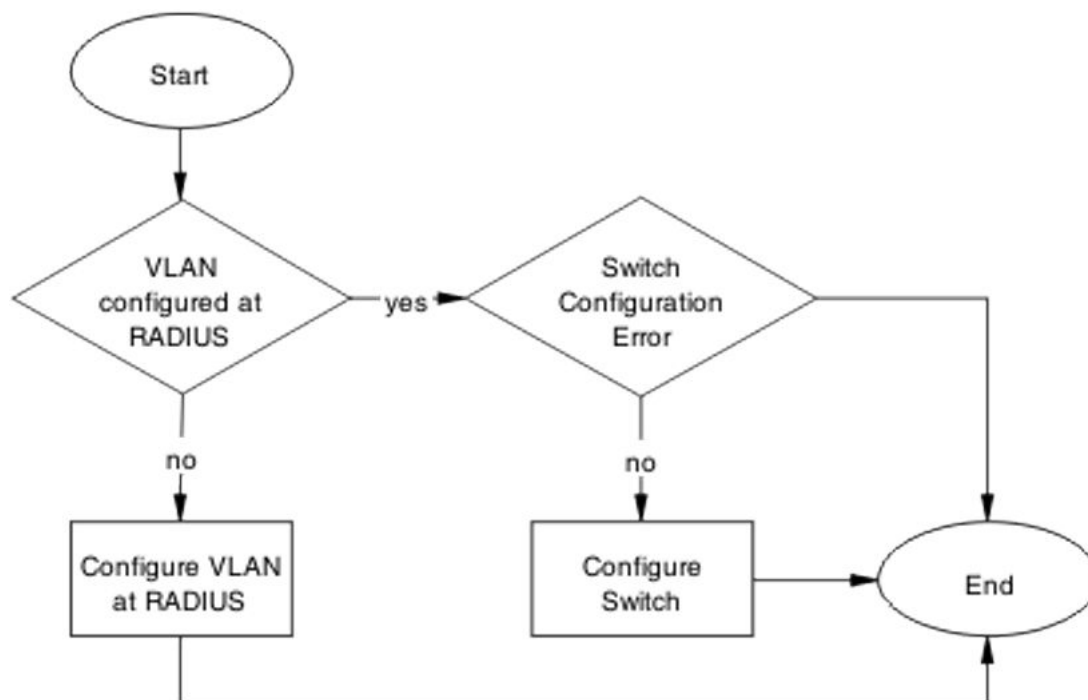 Start
VLAN
configured at
RADIUS
yes
Switch
Configuration
Error
no
no
Configure VLAN
at RADIUS
Configure
Switch
End